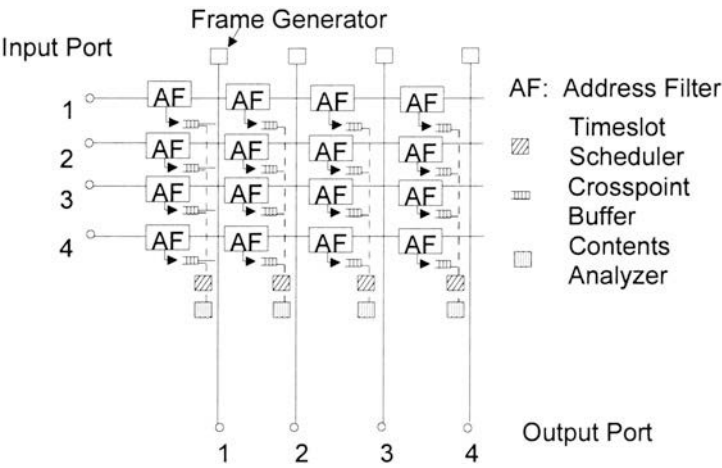 Frame Generator
Input Port
1 AF AF AF AF
2 AF AF AF AF
3 AF AF AF AF
4 AF AF AF AF
AF: Address Filter
Timeslot
Scheduler
Crosspoint
Buffer
Contents
Analyzer
1 2 3 4
Output Port